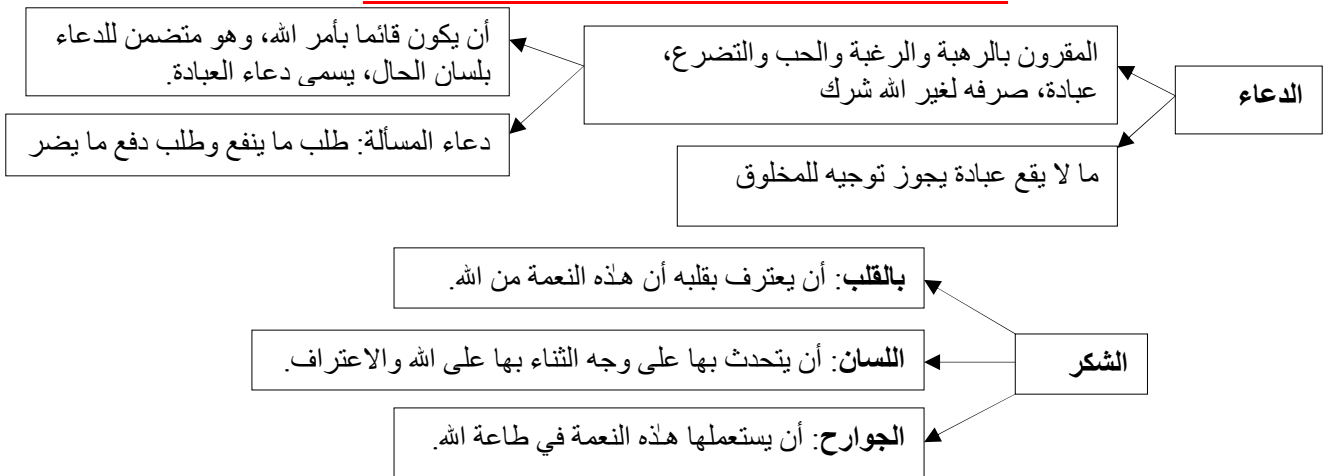 الدعاء
المقرون بالرهبة والرغبة والحب والتضرع،
عبادة، صرفه لغير الله شرك
أن يكون قائما بأمر الله، وهو متضمن للدعاء
بلسان الحال، يسمى دعاء العبادة.
دعاء المسألة: طلب ما ينفع وطلب دفع ما يضر
ما لا يقع عبادة يجوز توجيهه للمخلوق
الشكر
بالقلب: أن يعترف بقلبه أن هـٰذه النعمة من الله.
اللسان: أن يتحدث بها على وجه الثناء بها على الله والاعتراف.
الجوارح: أن يستعملها هـٰذه النعمة في طاعة الله.